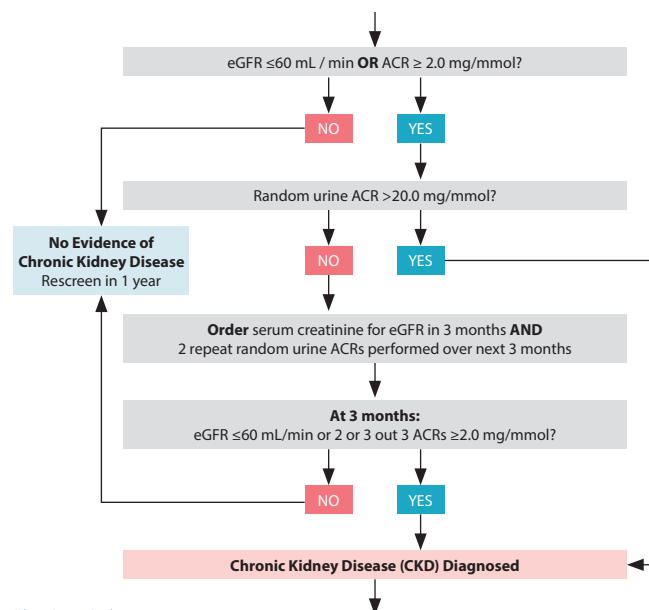 eGFR ≤60 mL / min OR ACR ≥ 2.0 mg/mmol?
NO
YES
Random urine ACR >20.0 mg/mmol?
No Evidence of
Chronic Kidney Disease
Rescreen in 1 year
NO
YES
Order serum creatinine for eGFR in 3 months AND
2 repeat random urine ACRs performed over next 3 months
At 3 months:
eGFR ≤60 mL/min or 2 or 3 out 3 ACRs ≥2.0 mg/mmol?
NO
YES
Chronic Kidney Disease (CKD) Diagnosed